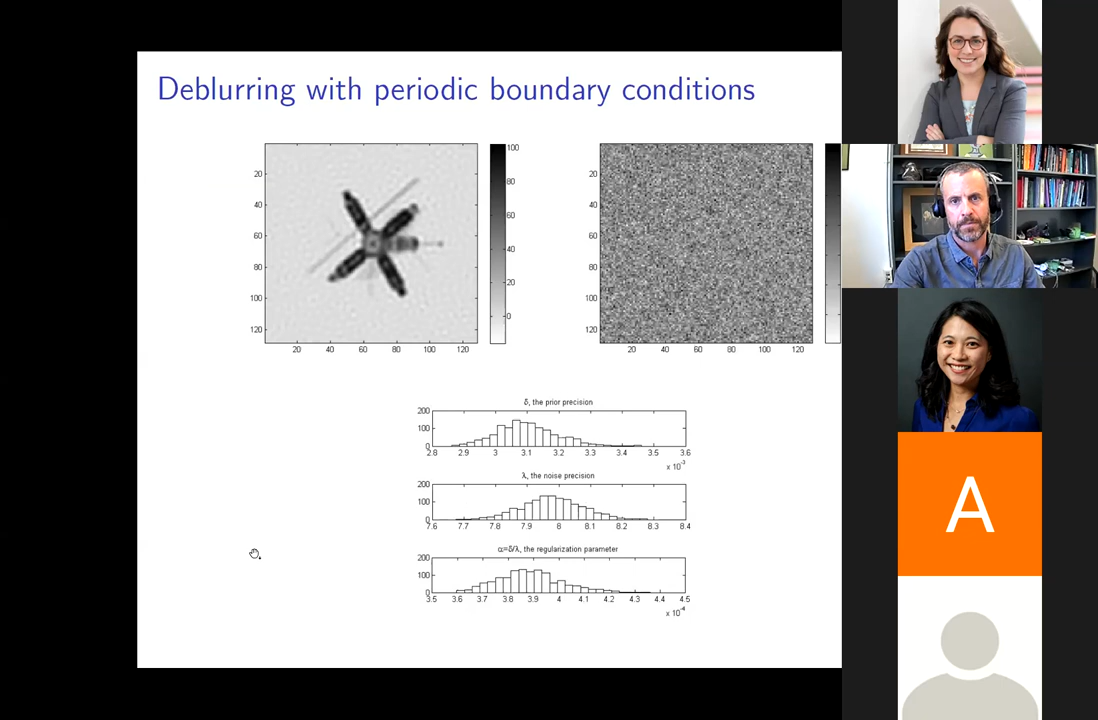 Deblurring with periodic boundary conditions
20
40
60
80
100
120
20 40 60 80 100 120
100
80
60
40
20
0
20
40
60
80
100
120
20 40 60 80 100 120
δ, the prior precision
200
100
0
2.8 2.9 3 3.1 3.2 3.3 3.4 3.5 3.6
x 10⁻³
λ, the noise precision
200
100
0
7.6 7.7 7.8 7.9 8 8.1 8.2 8.3 8.4
α=δ/λ, the regularization parameter
200
100
0
3.5 3.6 3.7 3.8 3.9 4 4.1 4.2 4.3 4.4 4.5
x 10⁻⁴
A